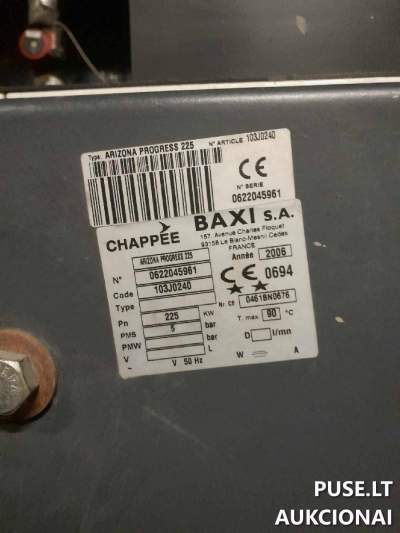 Type: ARIZONA PROGRESS 225 N° ARTICLE 103J0240
CE
N° SERIE
0622045961
CHAPPÉE BAXI S.A.
157, Avenue Charles Floquet
93158 Le Blanc-Mesnil Cedex
FRANCE
ARIZONA PROGRESS 225 Année 2006
N° 0622045961 CE 0694
Code 103J0240
Type Nr. CE 0461BN0676
Pn 225 KW T. max 90 °C
PMS 5 bar
PMW bar D l/mn
V L
V 50 Hz W A
PUSE.LT
AUKCIONAI